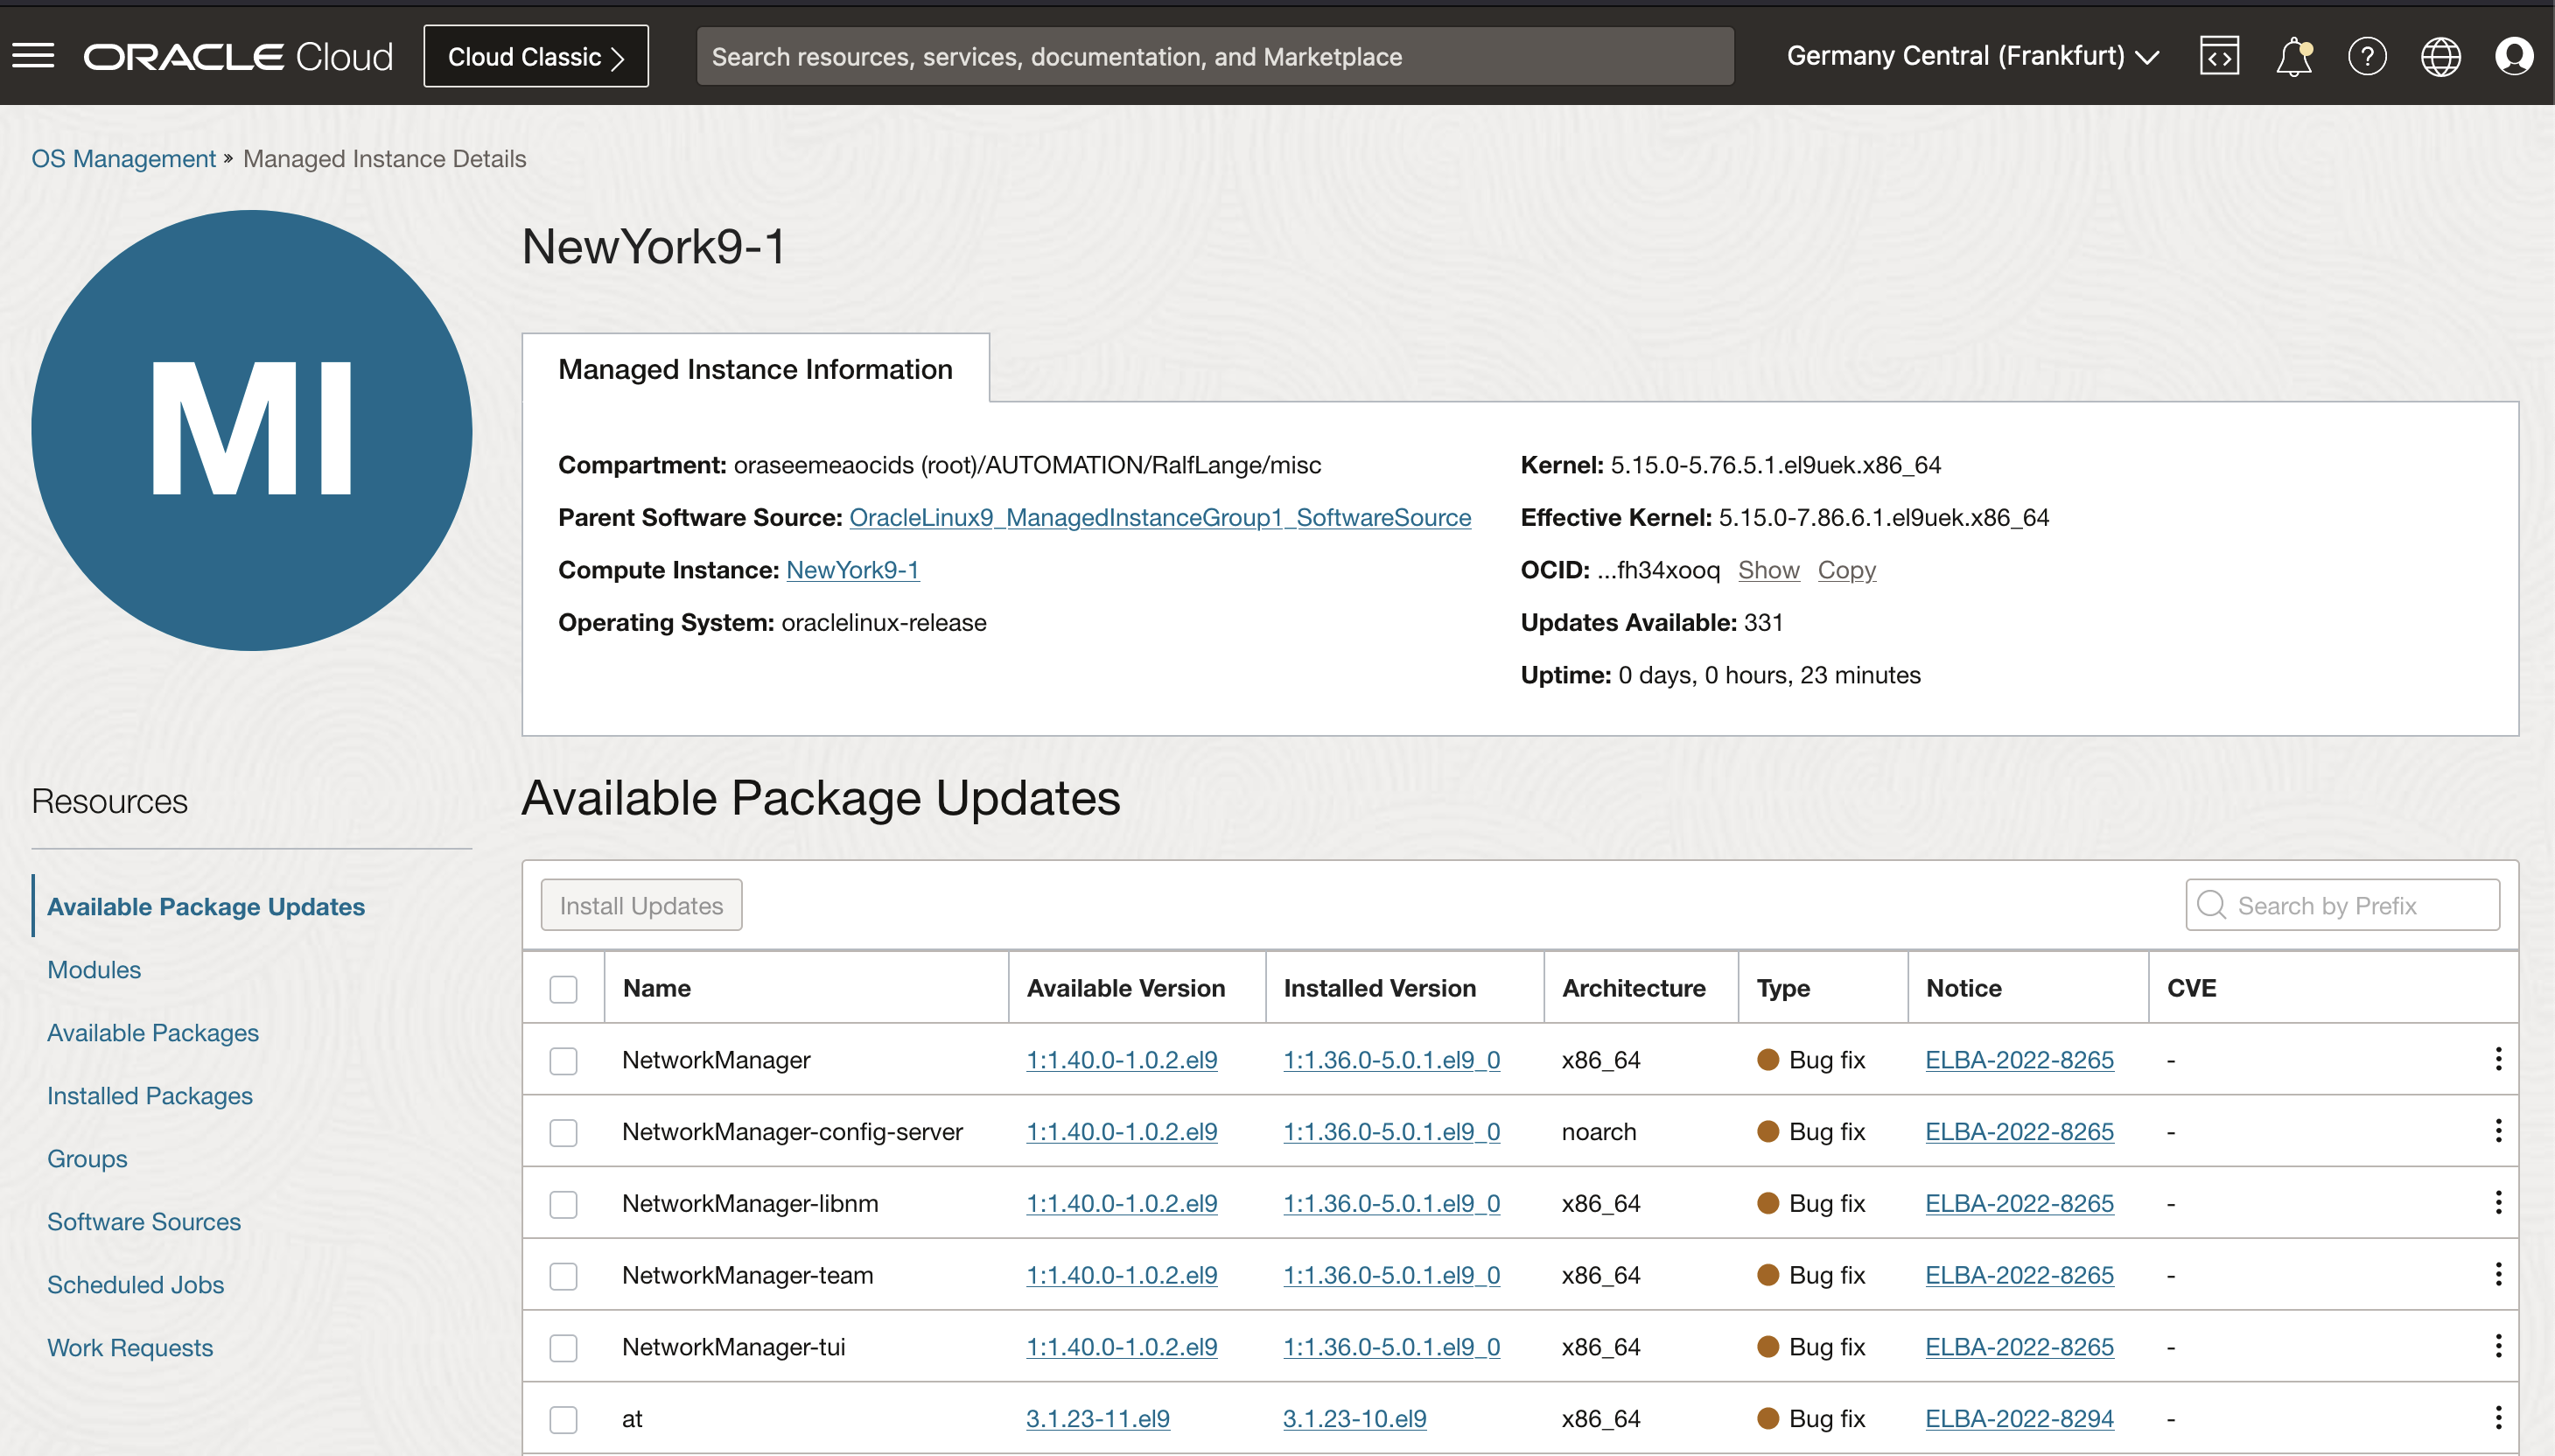 ORACLE Cloud
Cloud Classic
Search resources, services, documentation, and Marketplace
Germany Central (Frankfurt)
OS Management » Managed Instance Details
MI
NewYork9-1
Managed Instance Information
Compartment: oraseemeaocids (root)/AUTOMATION/RalfLange/misc
Parent Software Source: OracleLinux9_ManagedInstanceGroup1_SoftwareSource
Compute Instance: NewYork9-1
Operating System: oraclelinux-release
Kernel: 5.15.0-5.76.5.1.el9uek.x86_64
Effective Kernel: 5.15.0-7.86.6.1.el9uek.x86_64
OCID: ...fh34xooq Show Copy
Updates Available: 331
Uptime: 0 days, 0 hours, 23 minutes
Resources
Available Package Updates
Modules
Available Packages
Installed Packages
Groups
Software Sources
Scheduled Jobs
Work Requests
Available Package Updates
Install Updates
Search by Prefix
Name Available Version Installed Version Architecture Type Notice CVE
NetworkManager 1:1.40.0-1.0.2.el9 1:1.36.0-5.0.1.el9_0 x86_64 Bug fix ELBA-2022-8265 -
NetworkManager-config-server 1:1.40.0-1.0.2.el9 1:1.36.0-5.0.1.el9_0 noarch Bug fix ELBA-2022-8265 -
NetworkManager-libnm 1:1.40.0-1.0.2.el9 1:1.36.0-5.0.1.el9_0 x86_64 Bug fix ELBA-2022-8265 -
NetworkManager-team 1:1.40.0-1.0.2.el9 1:1.36.0-5.0.1.el9_0 x86_64 Bug fix ELBA-2022-8265 -
NetworkManager-tui 1:1.40.0-1.0.2.el9 1:1.36.0-5.0.1.el9_0 x86_64 Bug fix ELBA-2022-8265 -
at 3.1.23-11.el9 3.1.23-10.el9 x86_64 Bug fix ELBA-2022-8294 -